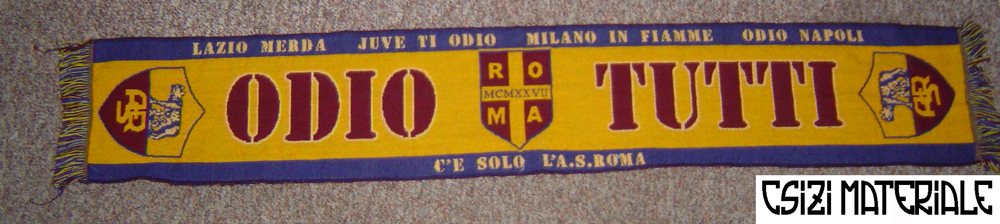 LAZIO MERDA JUVE TI ODIO MILANO IN FIAMME ODIO NAPOLI
ODIO
RO
MCMXXVII
MA
TUTTI
C'E SOLO L'A.S.ROMA
CSIZI MATERIALE